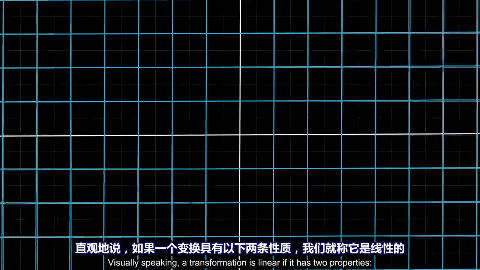 直观地说，如果一个变换具有以下两条性质，我们就称它是线性的
Visually speaking, a transformation is linear if it has two properties: